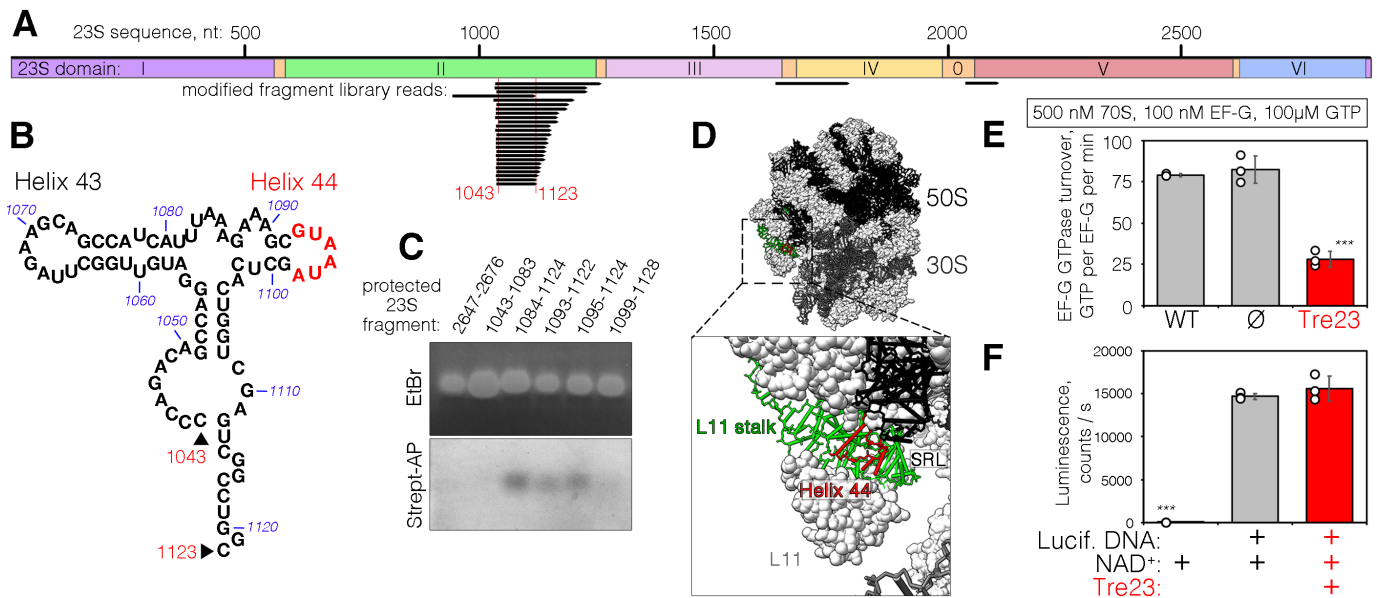 A
23S sequence, nt: 500 1000 1500 2000 2500
23S domain: I II III IV 0 V VI
modified fragment library reads:
1043 1123
B
Helix 43
Helix 44
1070
1080
1090
1060
1100
1050
1110
1043
1120
1123
C
protected
23S
fragment:
2647-2676
1043-1083
1084-1124
1093-1122
1095-1124
1099-1128
EtBr
Strept-AP
D
50S
30S
L11 stalk
SRL
Helix 44
L11
500 nM 70S, 100 nM EF-G, 100µM GTP
E
EF-G GTPase turnover,
GTP per EF-G per min
100
75
50
25
0
***
WT Ø Tre23
F
Luminescence,
counts / s
20000
15000
10000
5000
0
***
Lucif. DNA: + +
NAD⁺: + + +
Tre23: +